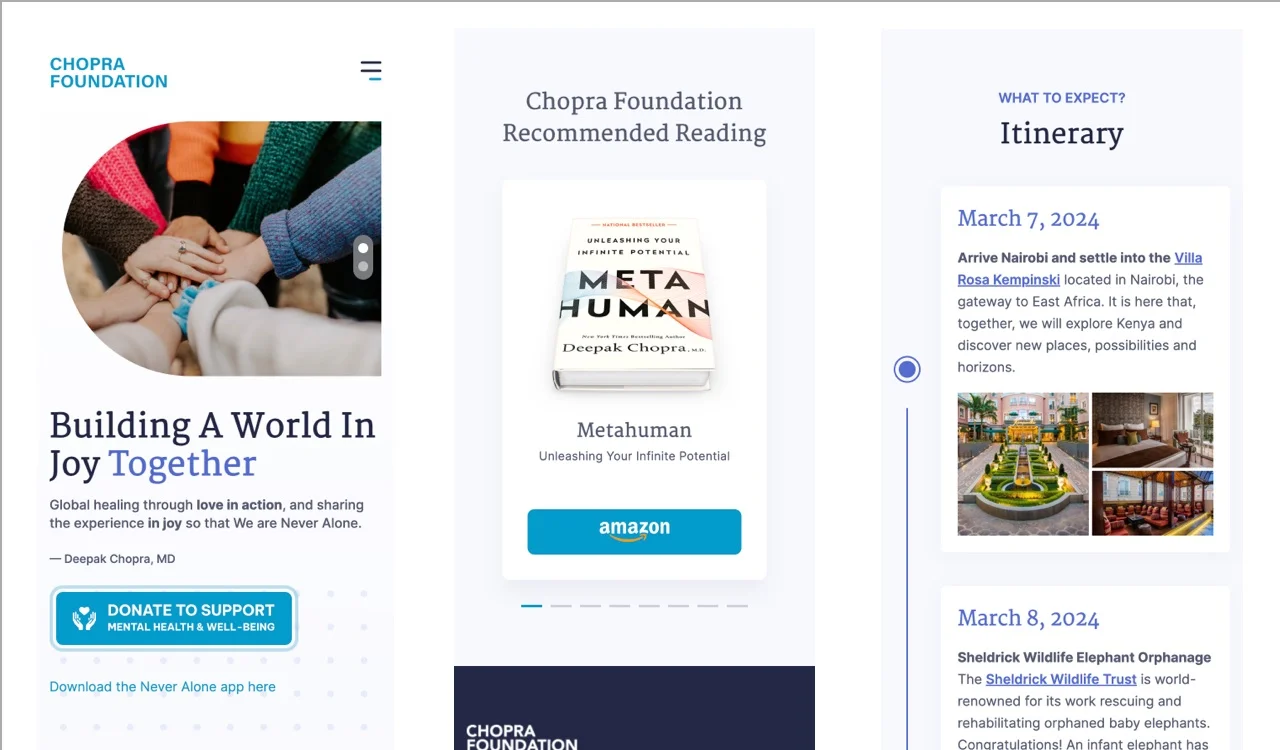 CHOPRA
FOUNDATION
Building A World In
Joy Together
Global healing through love in action, and sharing
the experience in joy so that We are Never Alone.
— Deepak Chopra, MD
DONATE TO SUPPORT
MENTAL HEALTH & WELL-BEING
Download the Never Alone app here
Chopra Foundation
Recommended Reading
NATIONAL BESTSELLER
UNLEASHING YOUR
INFINITE POTENTIAL
META
HUMAN
New York Times Bestselling Author
Deepak Chopra, M.D.
Metahuman
Unleashing Your Infinite Potential
amazon
CHOPRA
FOUNDATION
WHAT TO EXPECT?
Itinerary
March 7, 2024
Arrive Nairobi and settle into the Villa
Rosa Kempinski located in Nairobi, the
gateway to East Africa. It is here that,
together, we will explore Kenya and
discover new places, possibilities and
horizons.
March 8, 2024
Sheldrick Wildlife Elephant Orphanage
The Sheldrick Wildlife Trust is world-
renowned for its work rescuing and
rehabilitating orphaned baby elephants.
Congratulations! An infant elephant has